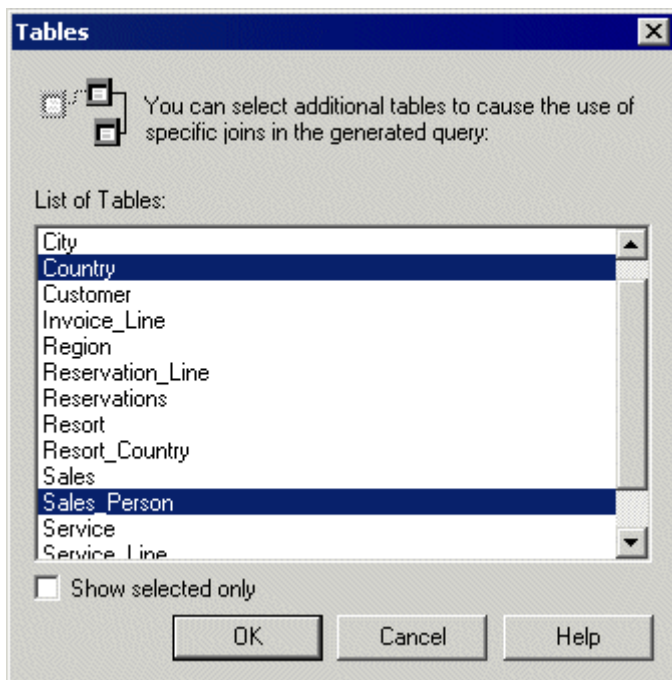 Tables
You can select additional tables to cause the use of
specific joins in the generated query:
List of Tables:
City
Country
Customer
Invoice_Line
Region
Reservation_Line
Reservations
Resort
Resort_Country
Sales
Sales_Person
Service
Service_Line
Show selected only
OK Cancel Help